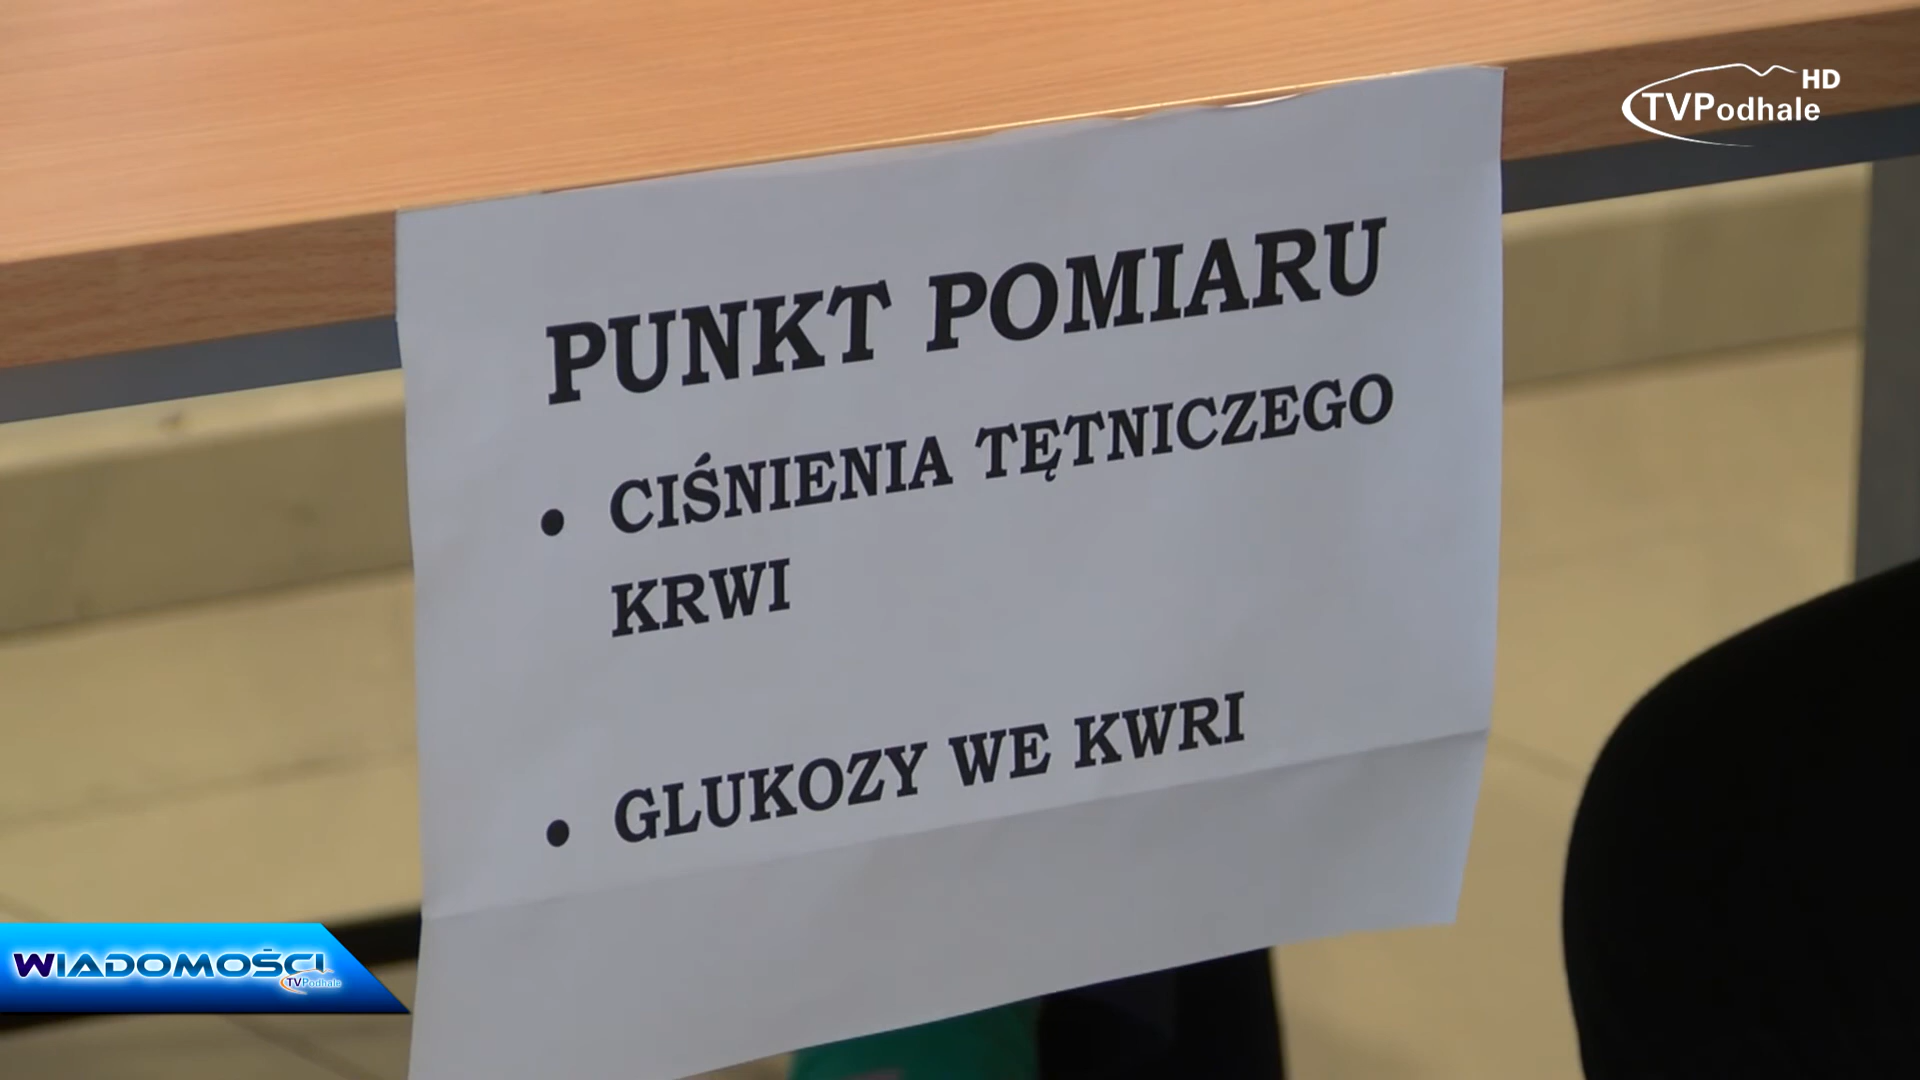 TVPodhale HD
PUNKT POMIARU
• CIŚNIENIA TĘTNICZEGO
KRWI
• GLUKOZY WE KWRI
WIADOMOŚCI
TVPodhale